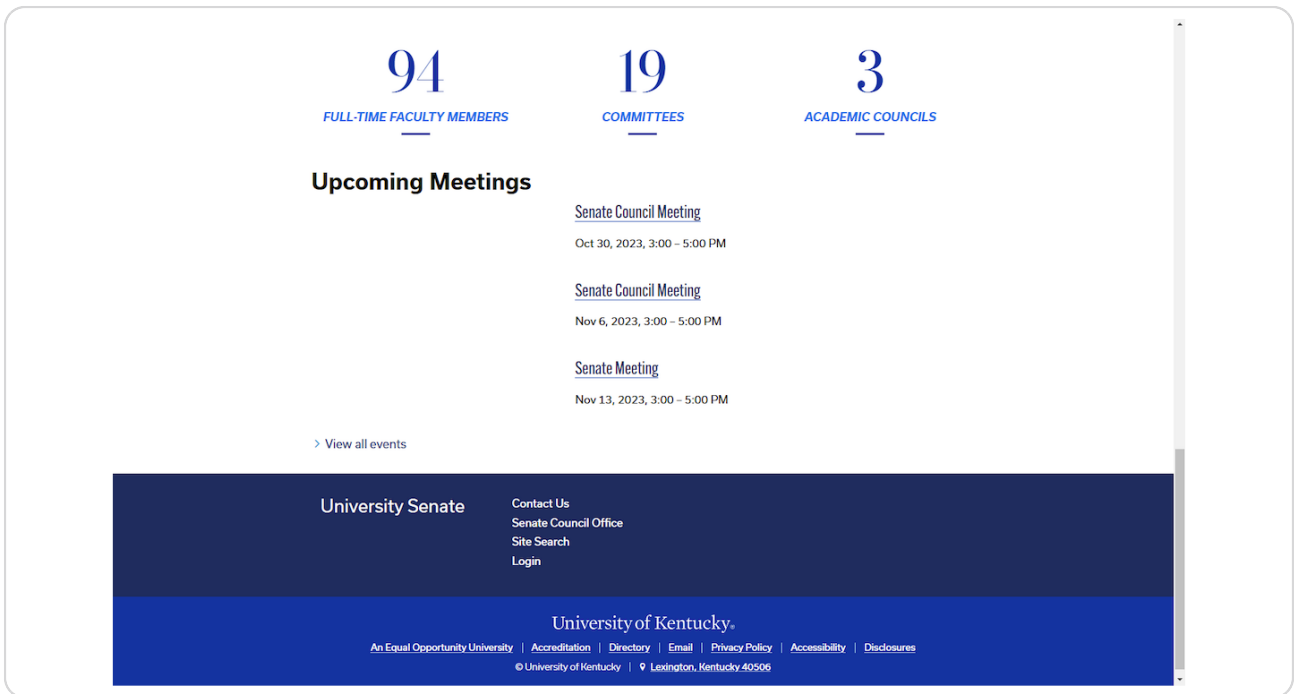 94
FULL-TIME FACULTY MEMBERS
19
COMMITTEES
3
ACADEMIC COUNCILS
Upcoming Meetings
Senate Council Meeting
Oct 30, 2023, 3:00 – 5:00 PM
Senate Council Meeting
Nov 6, 2023, 3:00 – 5:00 PM
Senate Meeting
Nov 13, 2023, 3:00 – 5:00 PM
View all events
University Senate
Contact Us
Senate Council Office
Site Search
Login
University of Kentucky®
An Equal Opportunity University | Accreditation | Directory | Email | Privacy Policy | Accessibility | Disclosures
© University of Kentucky | Lexington, Kentucky 40506